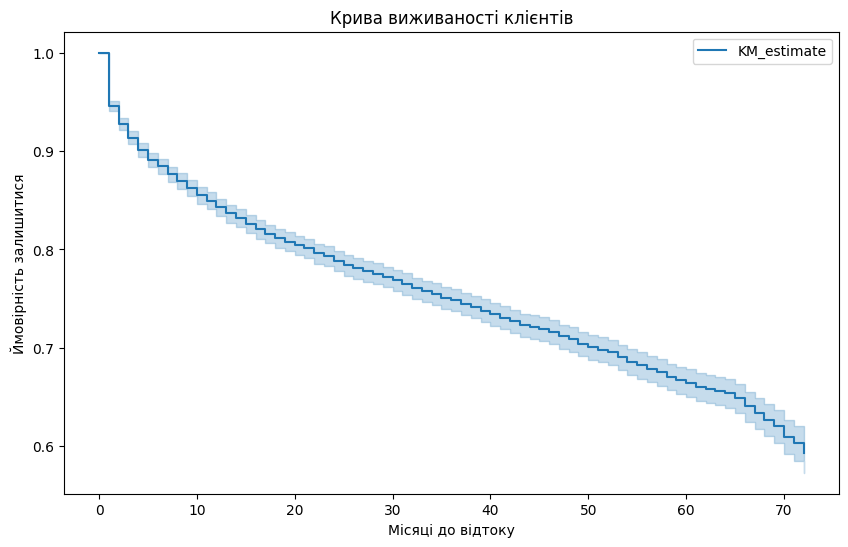 Крива виживаності клієнтів
KM_estimate
Ймовірність залишитися
1.0
0.9
0.8
0.7
0.6
0 10 20 30 40 50 60 70
Місяці до відтоку